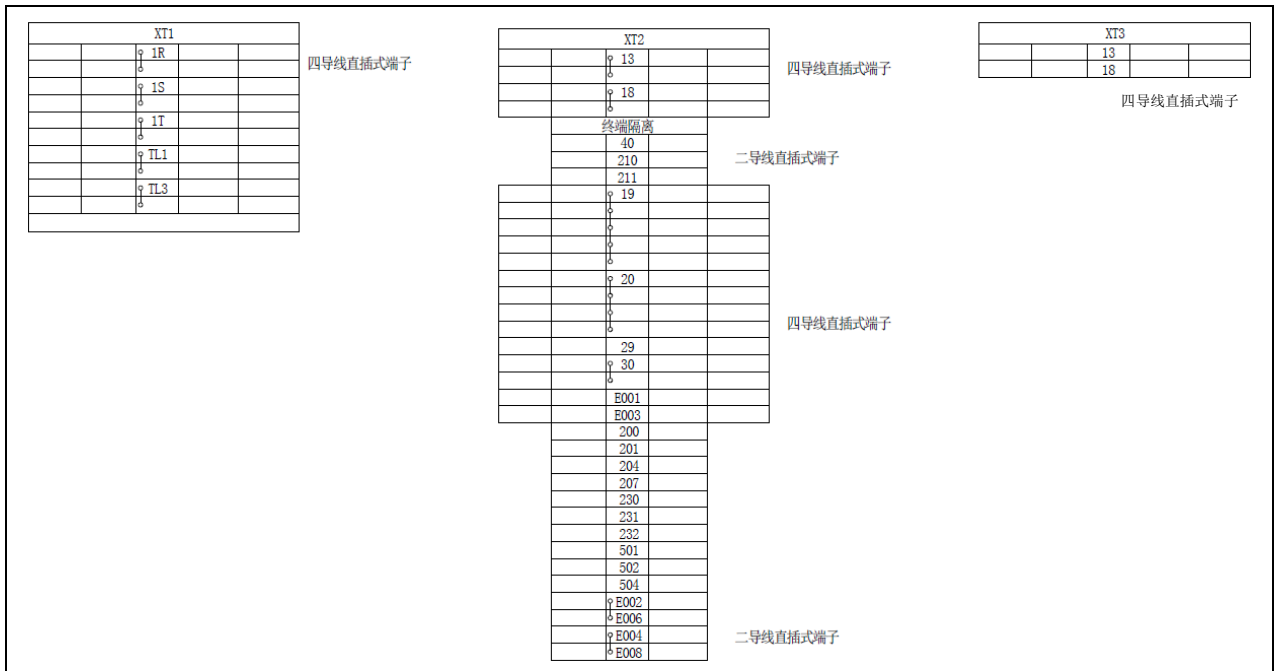 XT1
1R
四导线直插式端子
1S
1T
TL1
TL3
XT2
13
四导线直插式端子
18
终端隔离
40
210
二导线直插式端子
211
19
20
四导线直插式端子
29
30
E001
E003
200
201
204
207
230
231
232
501
502
504
E002
E006
E004
二导线直插式端子
E008
XT3
13
18
四导线直插式端子